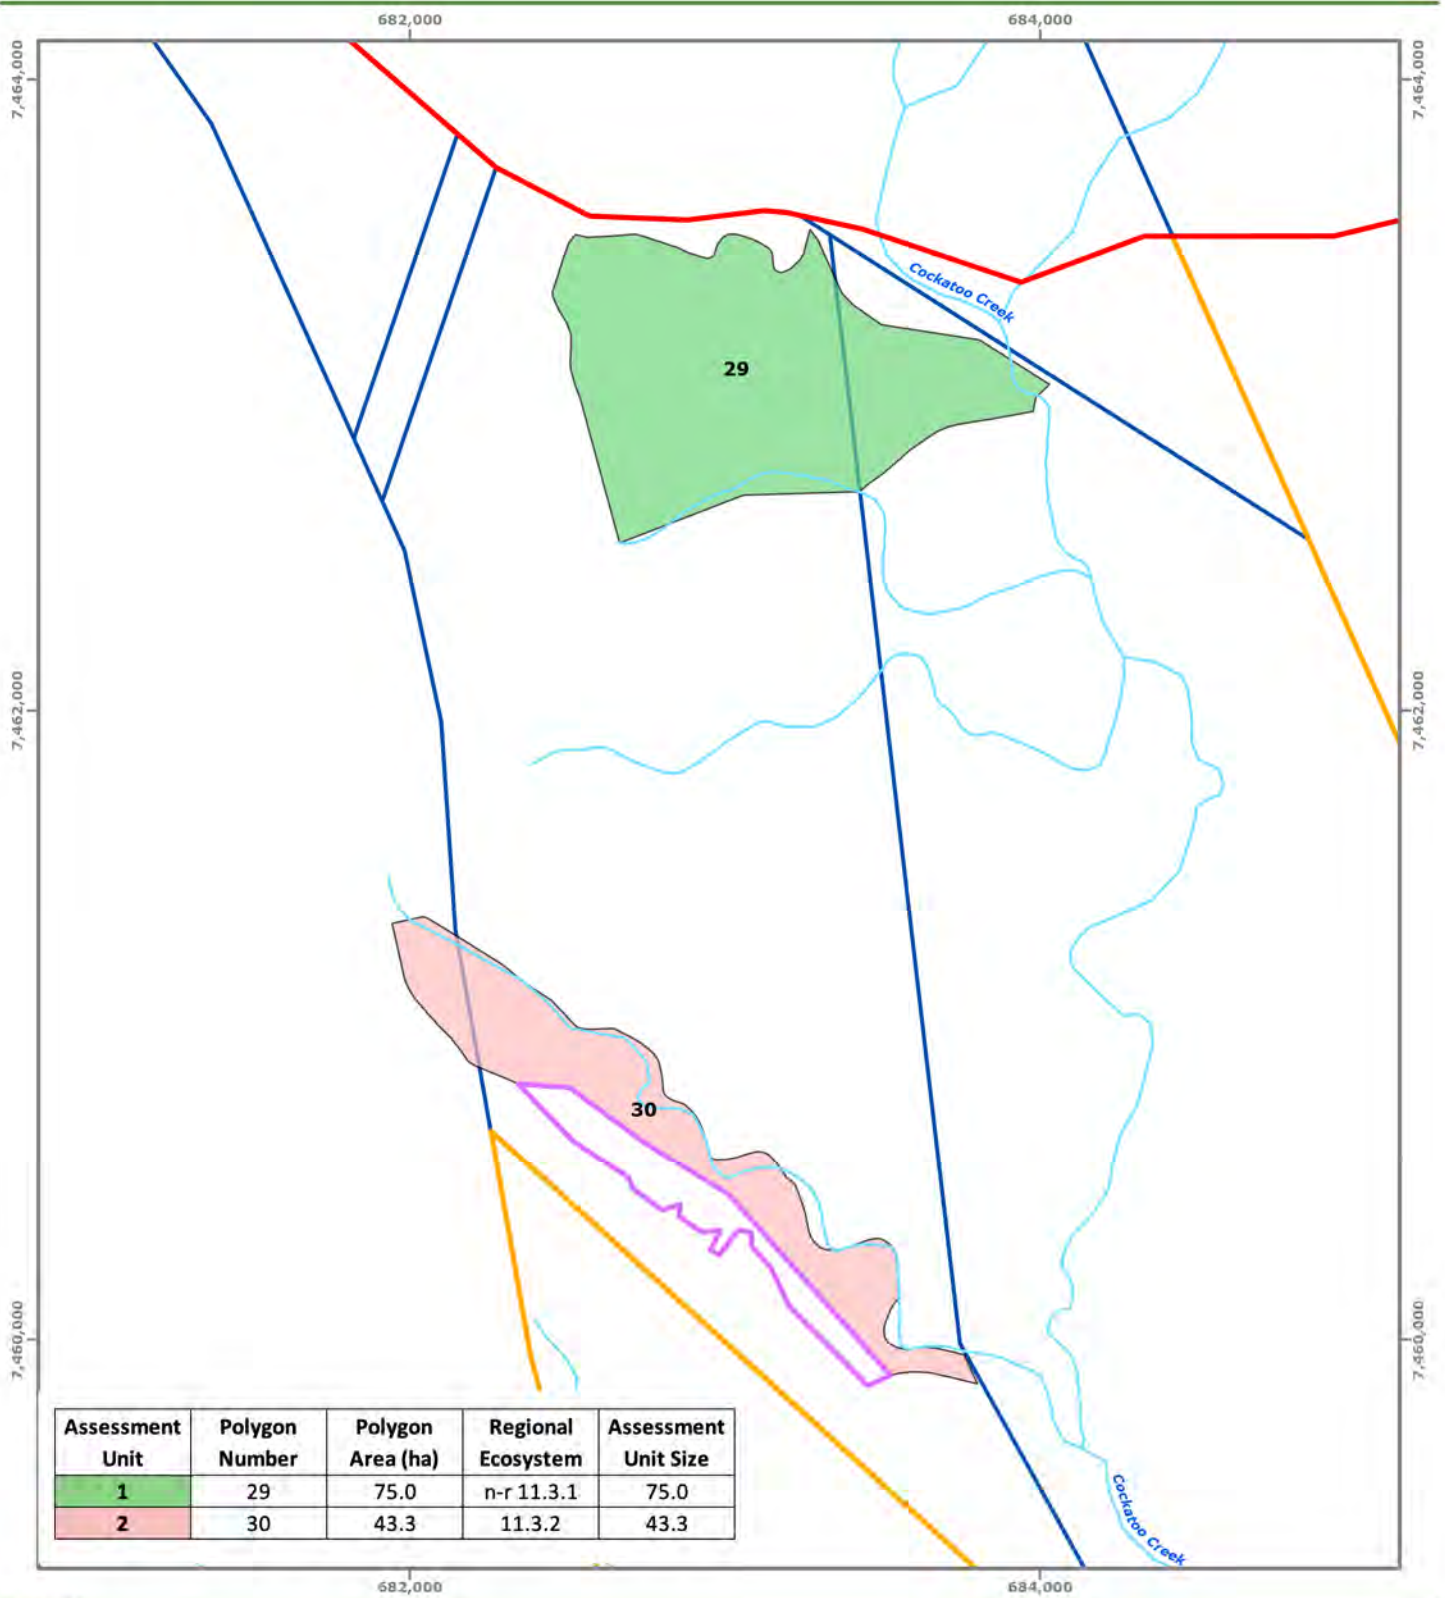 682,000 684,000
7,464,000 7,464,000
Cockatoo Creek
29
7,462,000 7,462,000
30
7,460,000 7,460,000
Assessment Unit Polygon Number Polygon Area (ha) Regional Ecosystem Assessment Unit Size
1 29 75.0 n-r 11.3.1 75.0
2 30 43.3 11.3.2 43.3
Cockatoo Creek
682,000 684,000